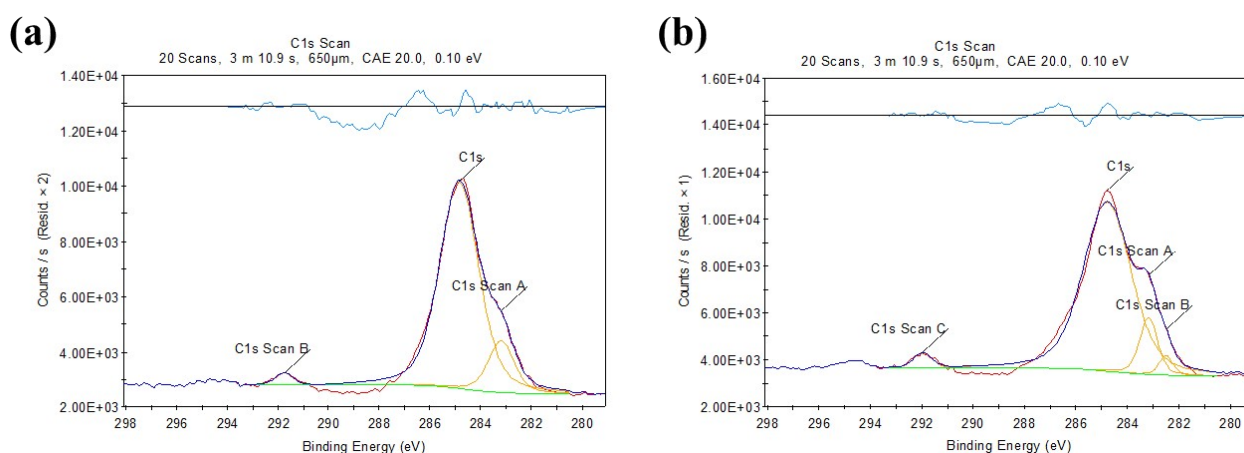 (a)
C1s Scan
20 Scans, 3 m 10.9 s, 650µm, CAE 20.0, 0.10 eV
1.40E+04
1.20E+04
1.00E+04
8.00E+03
6.00E+03
4.00E+03
2.00E+03
Counts / s (Resid. × 2)
C1s
C1s Scan A
C1s Scan B
298 296 294 292 290 288 286 284 282 280
Binding Energy (eV)
(b)
C1s Scan
20 Scans, 3 m 10.9 s, 650µm, CAE 20.0, 0.10 eV
1.60E+04
1.40E+04
1.20E+04
1.00E+04
8.00E+03
6.00E+03
4.00E+03
2.00E+03
Counts / s (Resid. × 1)
C1s
C1s Scan A
C1s Scan B
C1s Scan C
298 296 294 292 290 288 286 284 282 280
Binding Energy (eV)